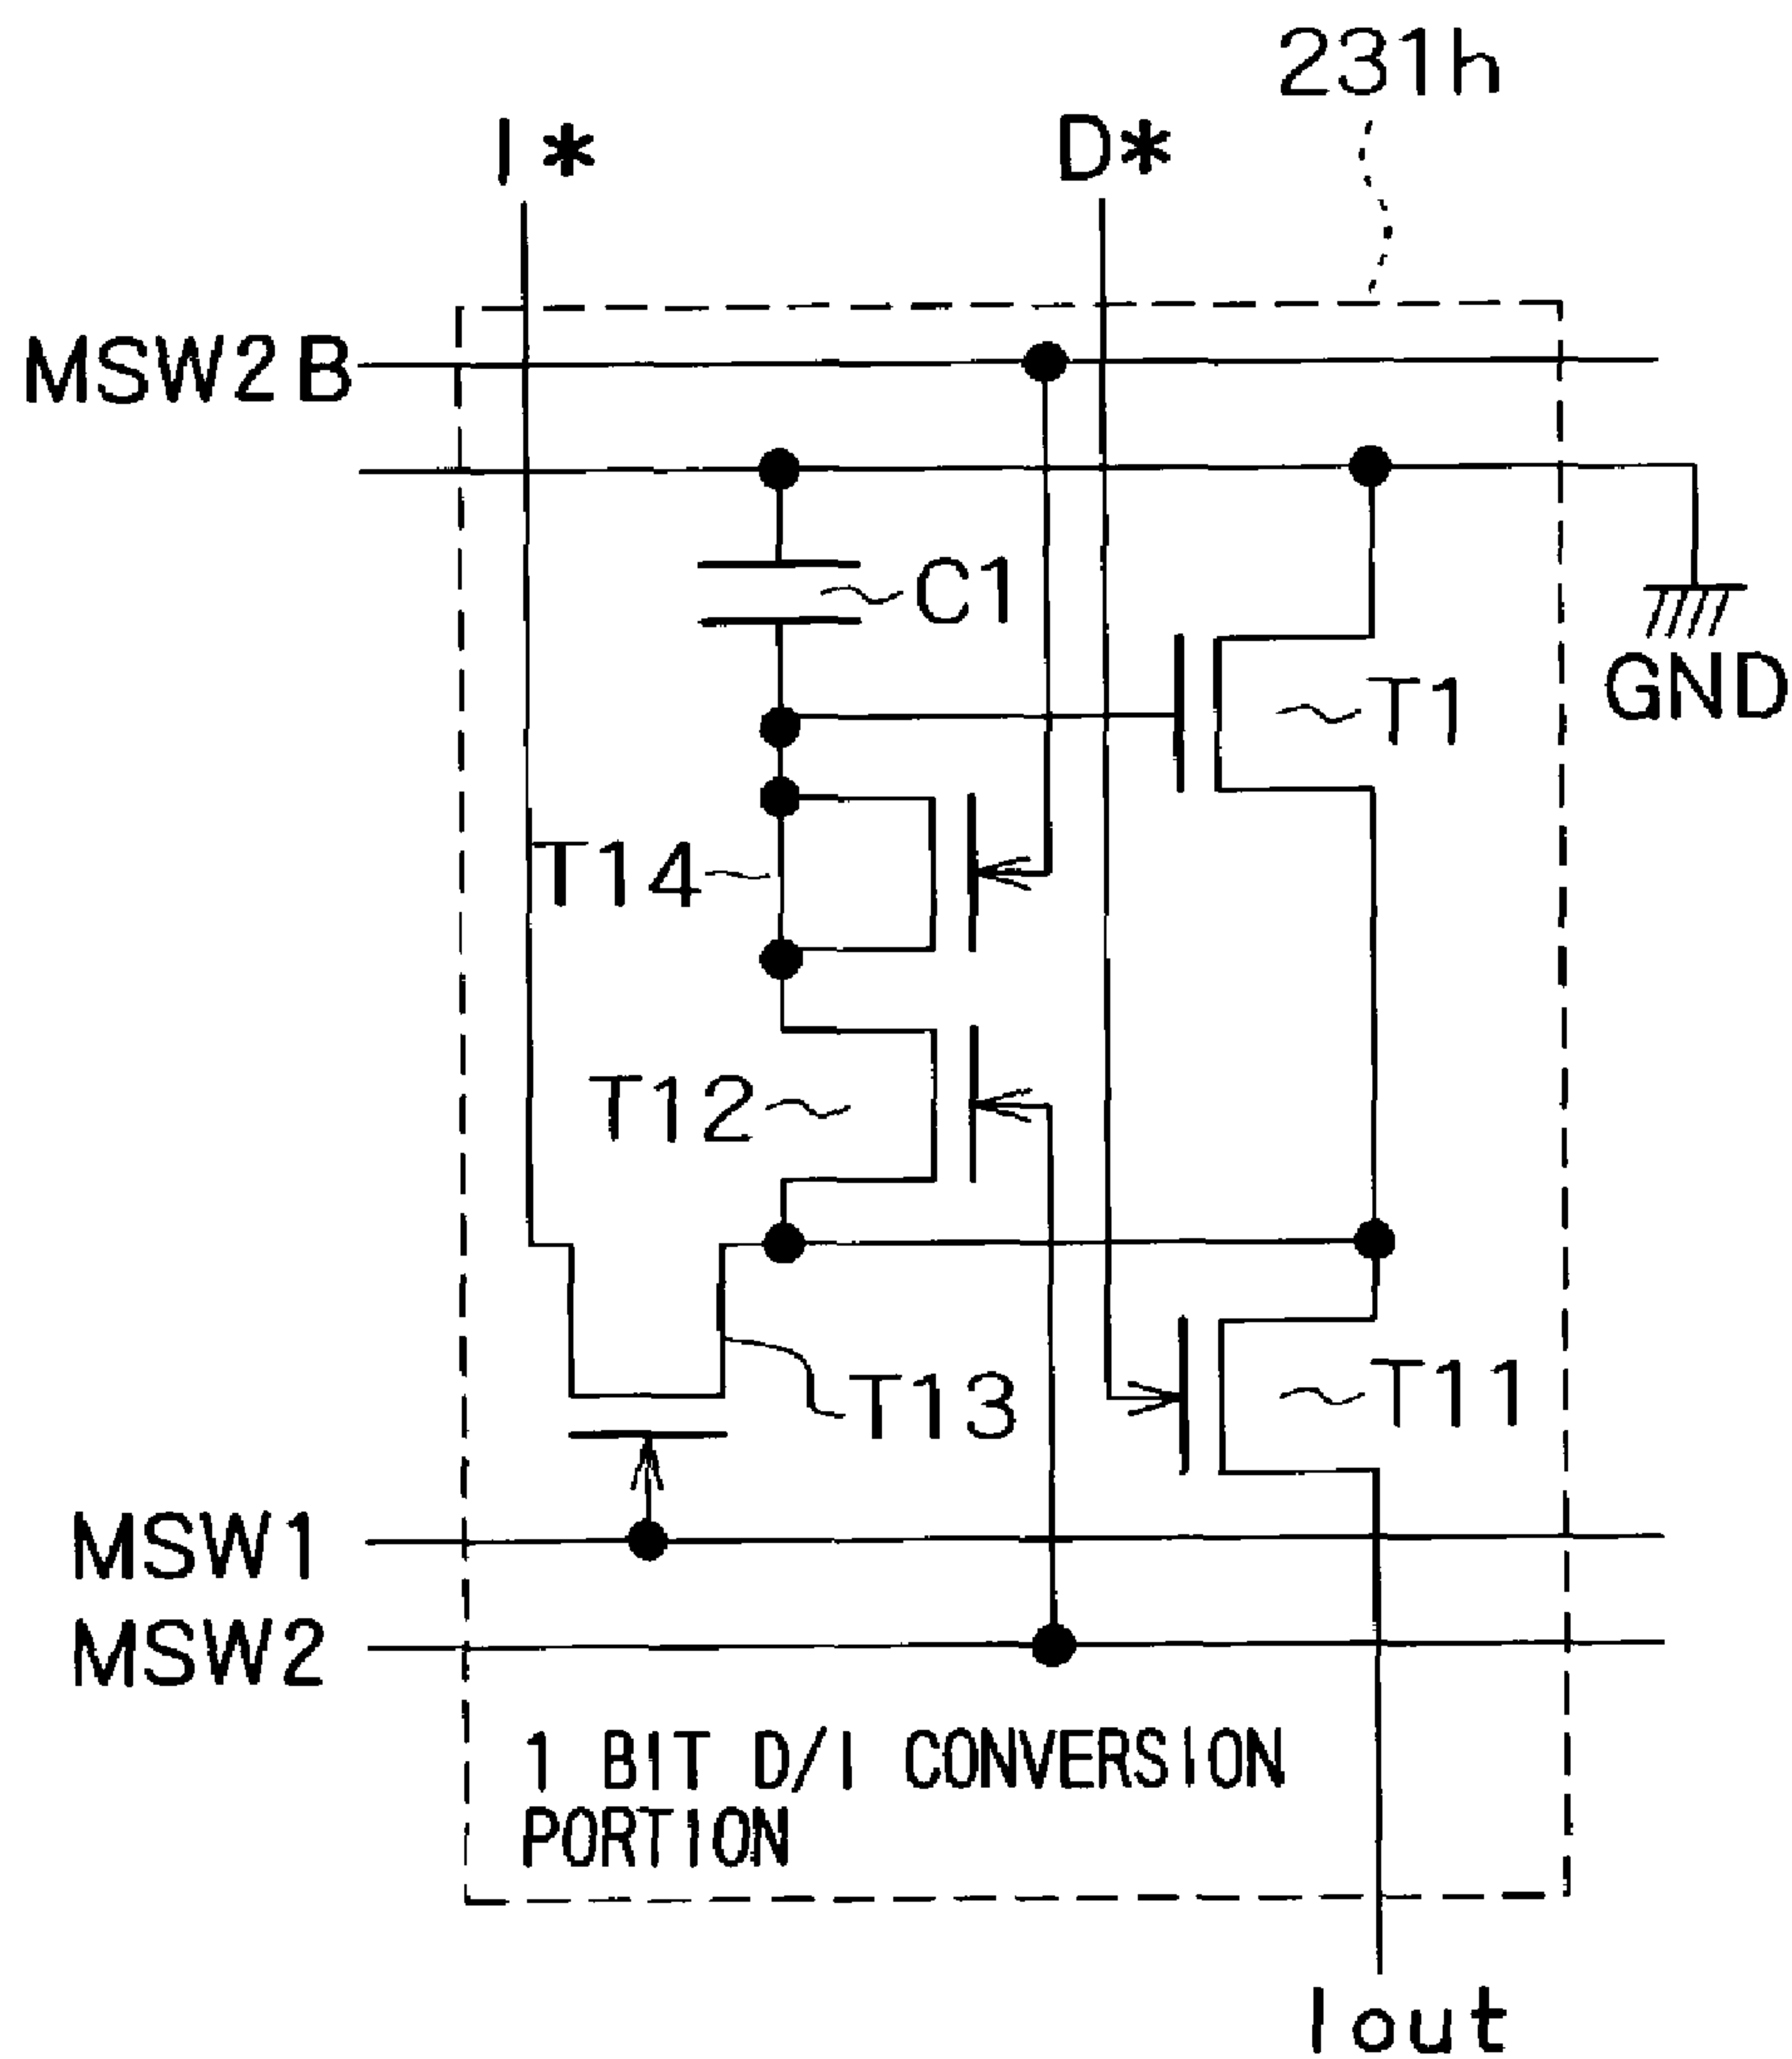 231h
I* D*
MSW2B
C1
T1
GND
T14
T12
T13
T11
MSW1
MSW2
1 BIT D/I CONVERSION
PORTION
Iout